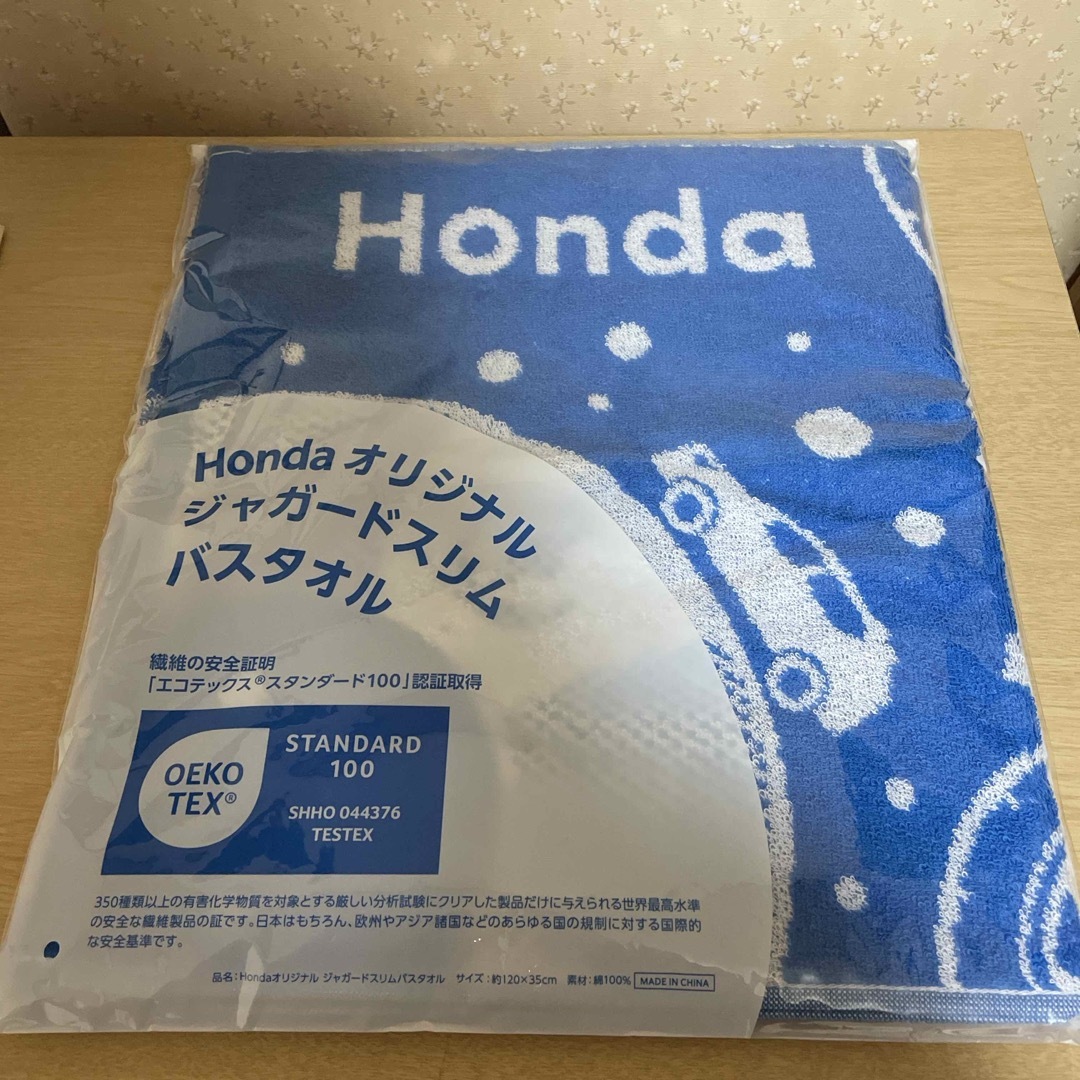 Honda
Honda オリジナル
ジャガードスリム
バスタオル
繊維の安全証明
「エコテックス®スタンダード100」認証取得
OEKO
TEX®
STANDARD
100
SHHO 044376
TESTEX
350種類以上の有害化学物質を対象とする厳しい分析試験にクリアした製品だけに与えられる世界最高水準
の安全な繊維製品の証です。日本はもちろん、欧州やアジア諸国などのあらゆる国の規制に対する国際的
な安全基準です。
品名：Hondaオリジナル ジャガードスリムバスタオル サイズ：約120×35cm 素材：綿100% MADE IN CHINA